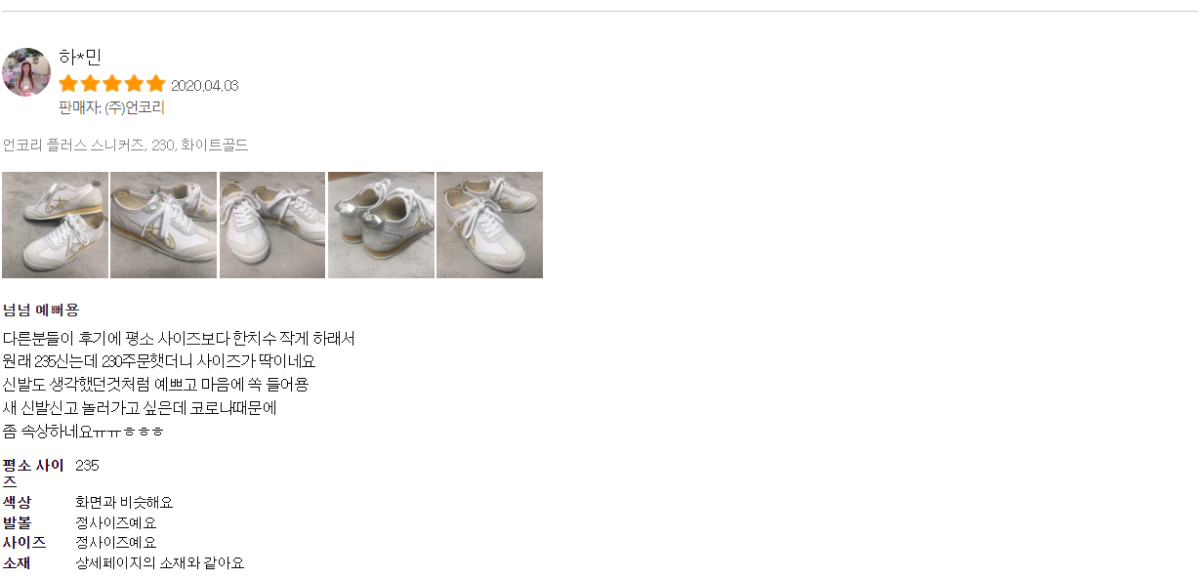 하*민
2020.04.03
판매자: (주)언코리
언코리 플러스 스니커즈, 230, 화이트골드
넘넘 예뻐용
다른분들이 후기에 평소 사이즈보다 한치수 작게 하래서
원래 235신는데 230주문햇더니 사이즈가 딱이네요
신발도 생각했던것처럼 예쁘고 마음에 쏙 들어용
새 신발신고 놀러가고 싶은데 코로나때문에
좀 속상하네요ㅠㅠㅎㅎㅎ
평소 사이 235
즈
색상 화면과 비슷해요
발볼 정사이즈예요
사이즈 정사이즈예요
소재 상세페이지의 소재와 같아요